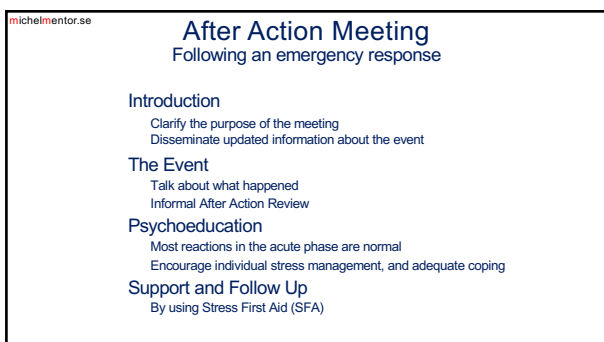 michelmentor.se
After Action Meeting
Following an emergency response
Introduction
Clarify the purpose of the meeting
Disseminate updated information about the event
The Event
Talk about what happened
Informal After Action Review
Psychoeducation
Most reactions in the acute phase are normal
Encourage individual stress management, and adequate coping
Support and Follow Up
By using Stress First Aid (SFA)